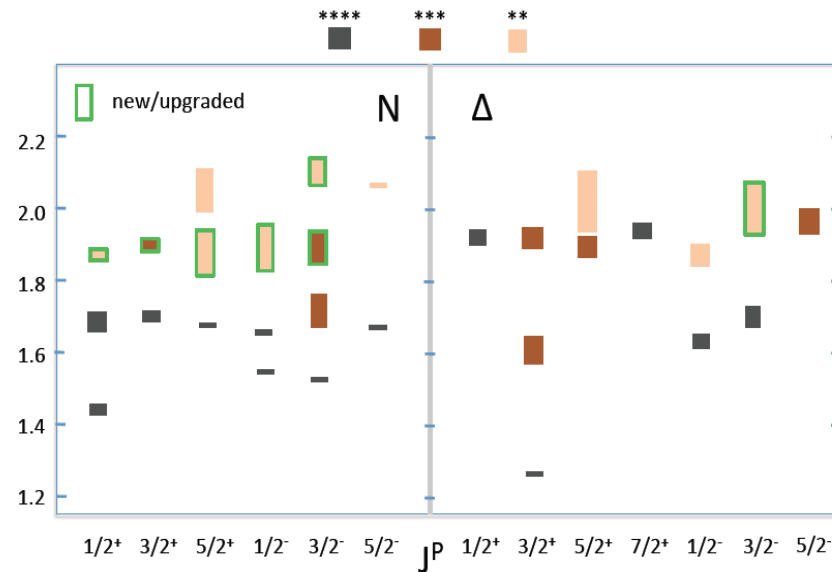 **** *** **
new/upgraded N Δ
2.2
2.0
1.8
1.6
1.4
1.2
1/2⁺ 3/2⁺ 5/2⁺ 1/2⁻ 3/2⁻ 5/2⁻ Jᴾ 1/2⁺ 3/2⁺ 5/2⁺ 7/2⁺ 1/2⁻ 3/2⁻ 5/2⁻